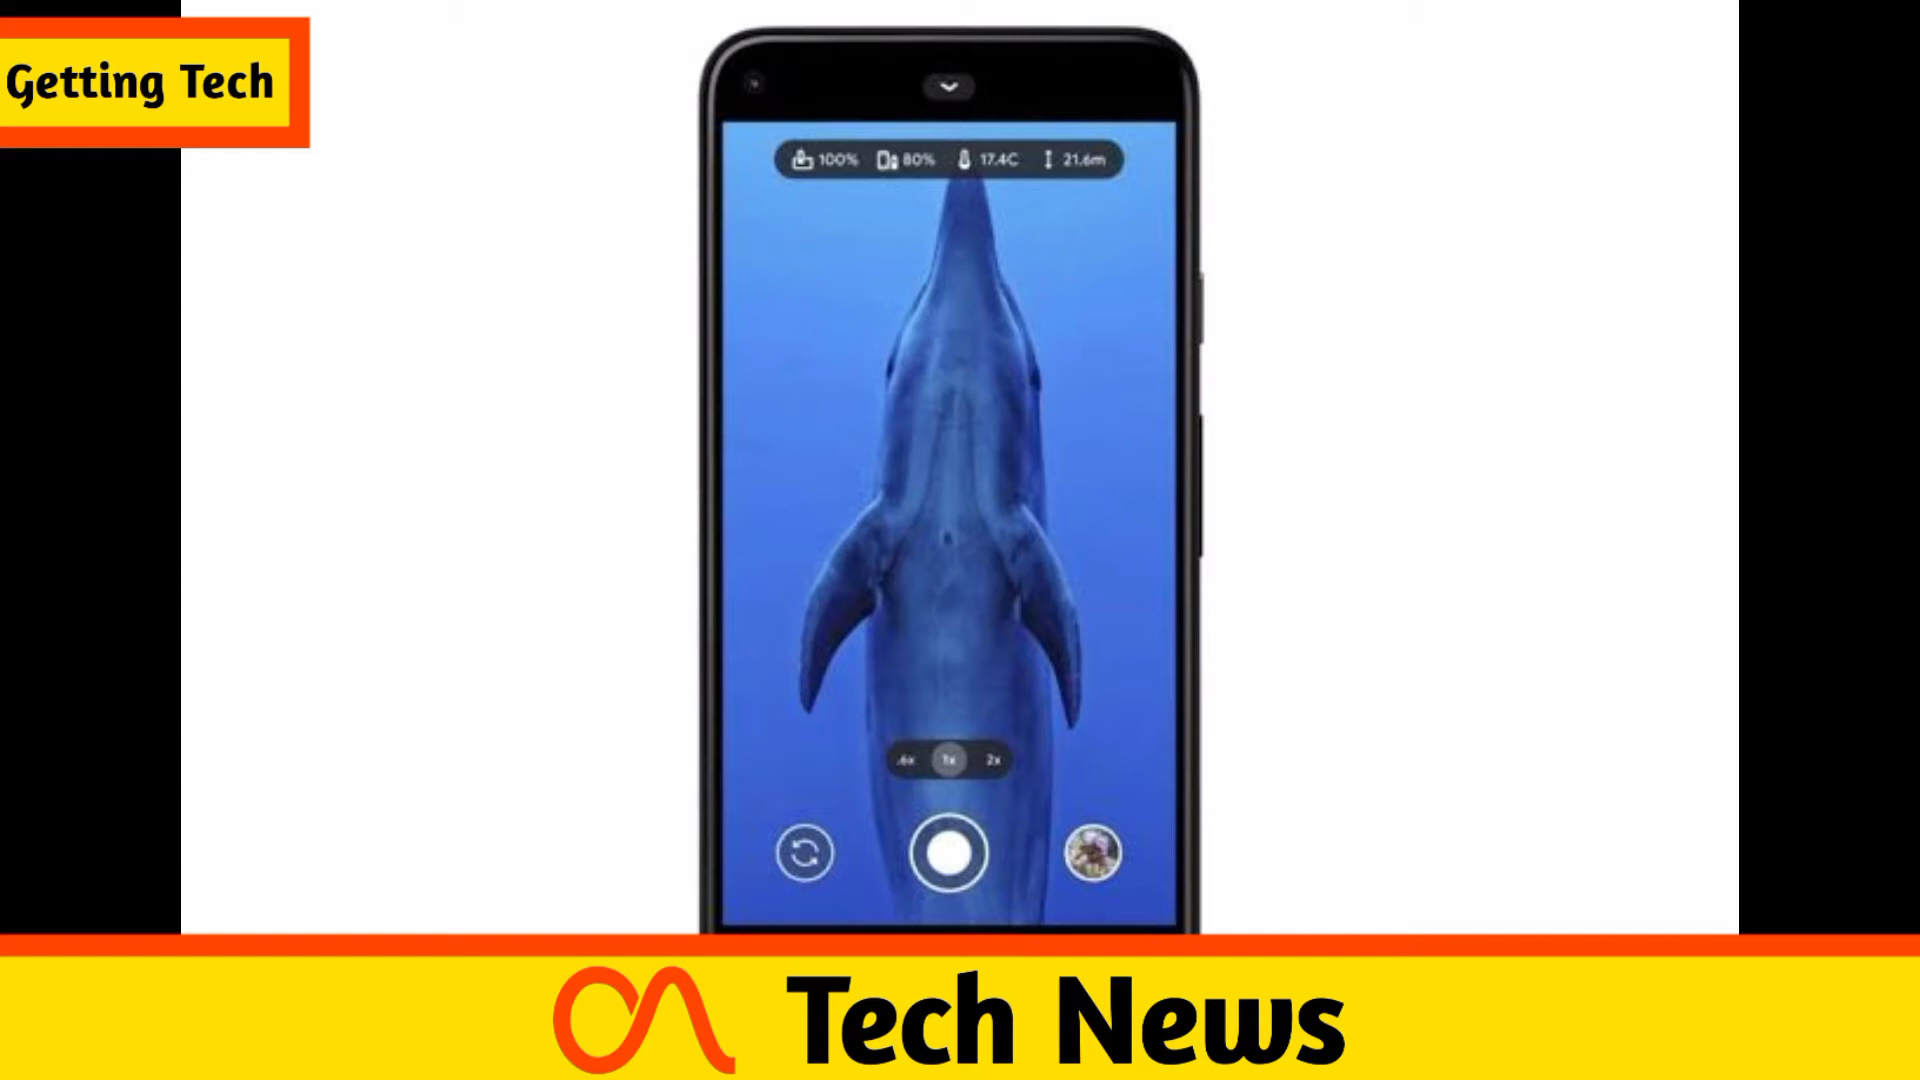 Getting Tech
100% 80% 17.4C 21.6m
.6x 1x 2x
Tech News